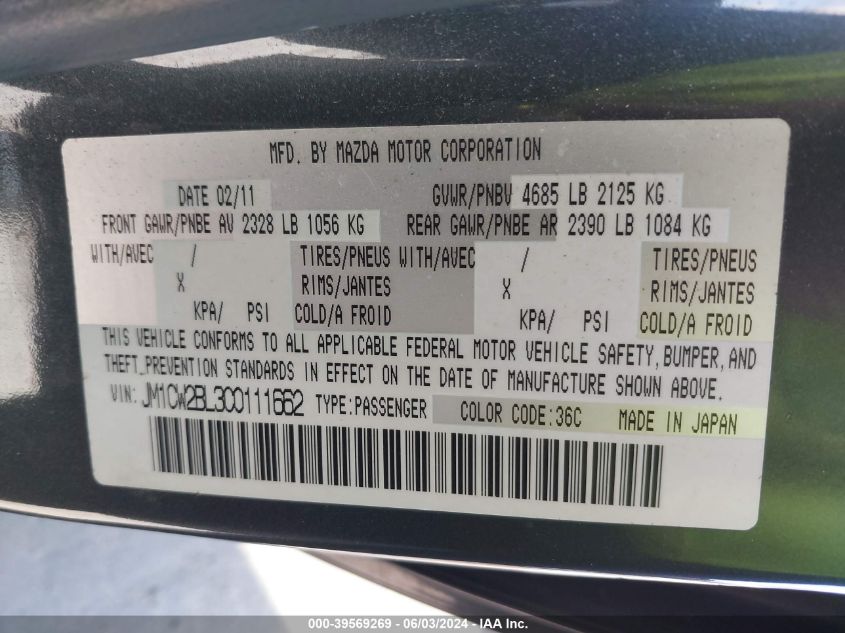 MFD. BY MAZDA MOTOR CORPORATION
DATE 02/11 GVWR/PNBV 4685 LB 2125 KG
FRONT GAWR/PNBE AV 2328 LB 1056 KG REAR GAWR/PNBE AR 2390 LB 1084 KG
WITH/AVEC / TIRES/PNEUS WITH/AVEC / TIRES/PNEUS
X RIMS/JANTES X RIMS/JANTES
KPA/ PSI COLD/A FROID KPA/ PSI COLD/A FROID
THIS VEHICLE CONFORMS TO ALL APPLICABLE FEDERAL MOTOR VEHICLE SAFETY,BUMPER,AND
THEFT PREVENTION STANDARDS IN EFFECT ON THE DATE OF MANUFACTURE SHOWN ABOVE.
VIN: JM1CW2BL3C0111662 TYPE:PASSENGER COLOR CODE:36C MADE IN JAPAN
000-39569269 - 06/03/2024 - IAAI Inc.